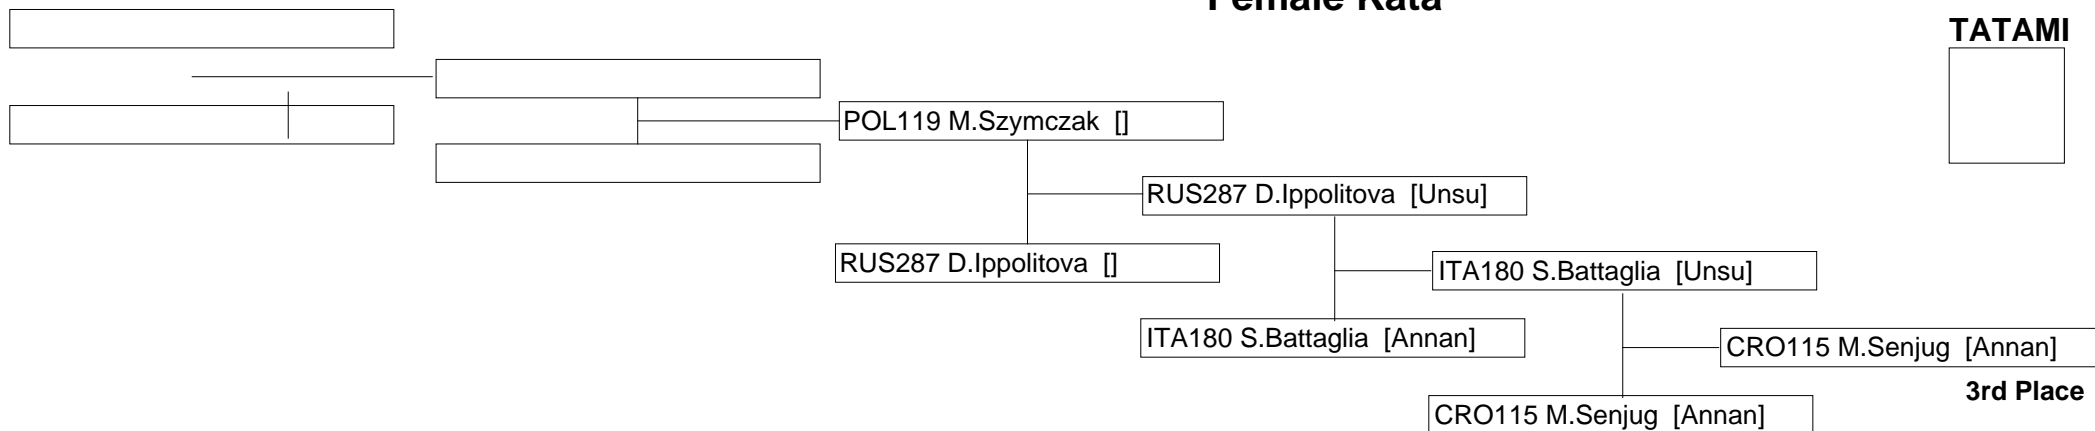 Female Kata
TATAMI
POL119 M.Szymczak []
RUS287 D.Ippolitova [Unsu]
RUS287 D.Ippolitova []
ITA180 S.Battaglia [Unsu]
ITA180 S.Battaglia [Annan]
CRO115 M.Senjug [Annan]
3rd Place
CRO115 M.Senjug [Annan]